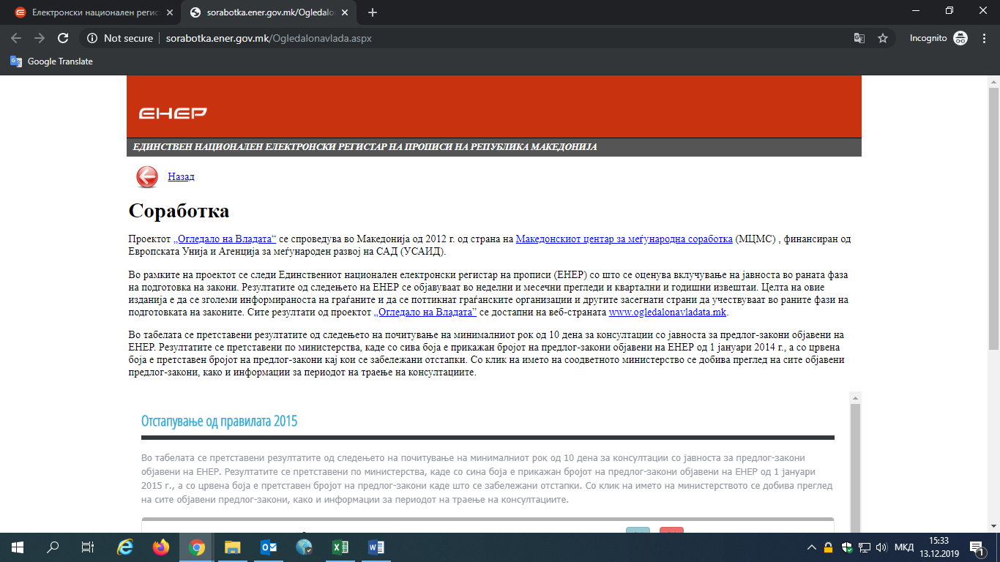 Електронски национален регис
sorabotka.ener.gov.mk/Ogledalo
Not secure sorabotka.ener.gov.mk/Ogledalonavlada.aspx Incognito
Google Translate
ЕНЕР
ЕДИНСТВЕН НАЦИОНАЛЕН ЕЛЕКТРОНСКИ РЕГИСТАР НА ПРОПИСИ НА РЕПУБЛИКА МАКЕДОНИЈА
Назад
Соработка
Проектот „Огледало на Владата“ се спроведува во Македонија од 2012 г. од страна на Македонскиот центар за меѓународна соработка (МЦМС) , финансиран од
Европската Унија и Агенција за меѓународен развој на САД (УСАИД).
Во рамките на проектот се следи Единствениот национален електронски регистар на прописи (ЕНЕР) со што се оценува вклучување на јавноста во раната фаза
на подготовка на закони. Резултатите од следењето на ЕНЕР се објавуваат во неделни и месечни прегледи и квартални и годишни извештаи. Целта на овие
изданија е да се зголеми информираноста на граѓаните и да се поттикнат граѓанските организации и другите засегнати страни да учествуваат во раните фази на
подготовката на законите. Сите резултати од проектот „Огледало на Владата” се достапни на веб-страната www.ogledalonavladata.mk.
Во табелата се претставени резултатите од следењето на почитување на минималниот рок од 10 дена за консултации со јавноста за предлог-закони објавени на
ЕНЕР. Резултатите се претставени по министерства, каде со сива боја е прикажан бројот на предлог-закони објавени на ЕНЕР од 1 јануари 2014 г., а со црвена
боја е претставен бројот на предлог-закони кај кои се забележани отстапки. Со клик на името на соодветното министерство се добива преглед на сите објавени
предлог-закони, како и информации за периодот на траење на консултациите.
Отстапување од правилата 2015
Во табелата се претставени резултатите од следењето на почитување на минималниот рок од 10 дена за консултации со јавноста за предлог-закони
објавени на ЕНЕР. Резултатите се претставени по министерства, каде со сина боја е прикажан бројот на предлог-закони објавени на ЕНЕР од 1 јануари
2015 г., а со црвена боја е претставен бројот на предлог-закони каде што се забележани отстапки. Со клик на името на министерството се добива преглед
на сите објавени предлог-закони, како и информации за периодот на траење на консултациите.
МКД
15:33
13.12.2019
1